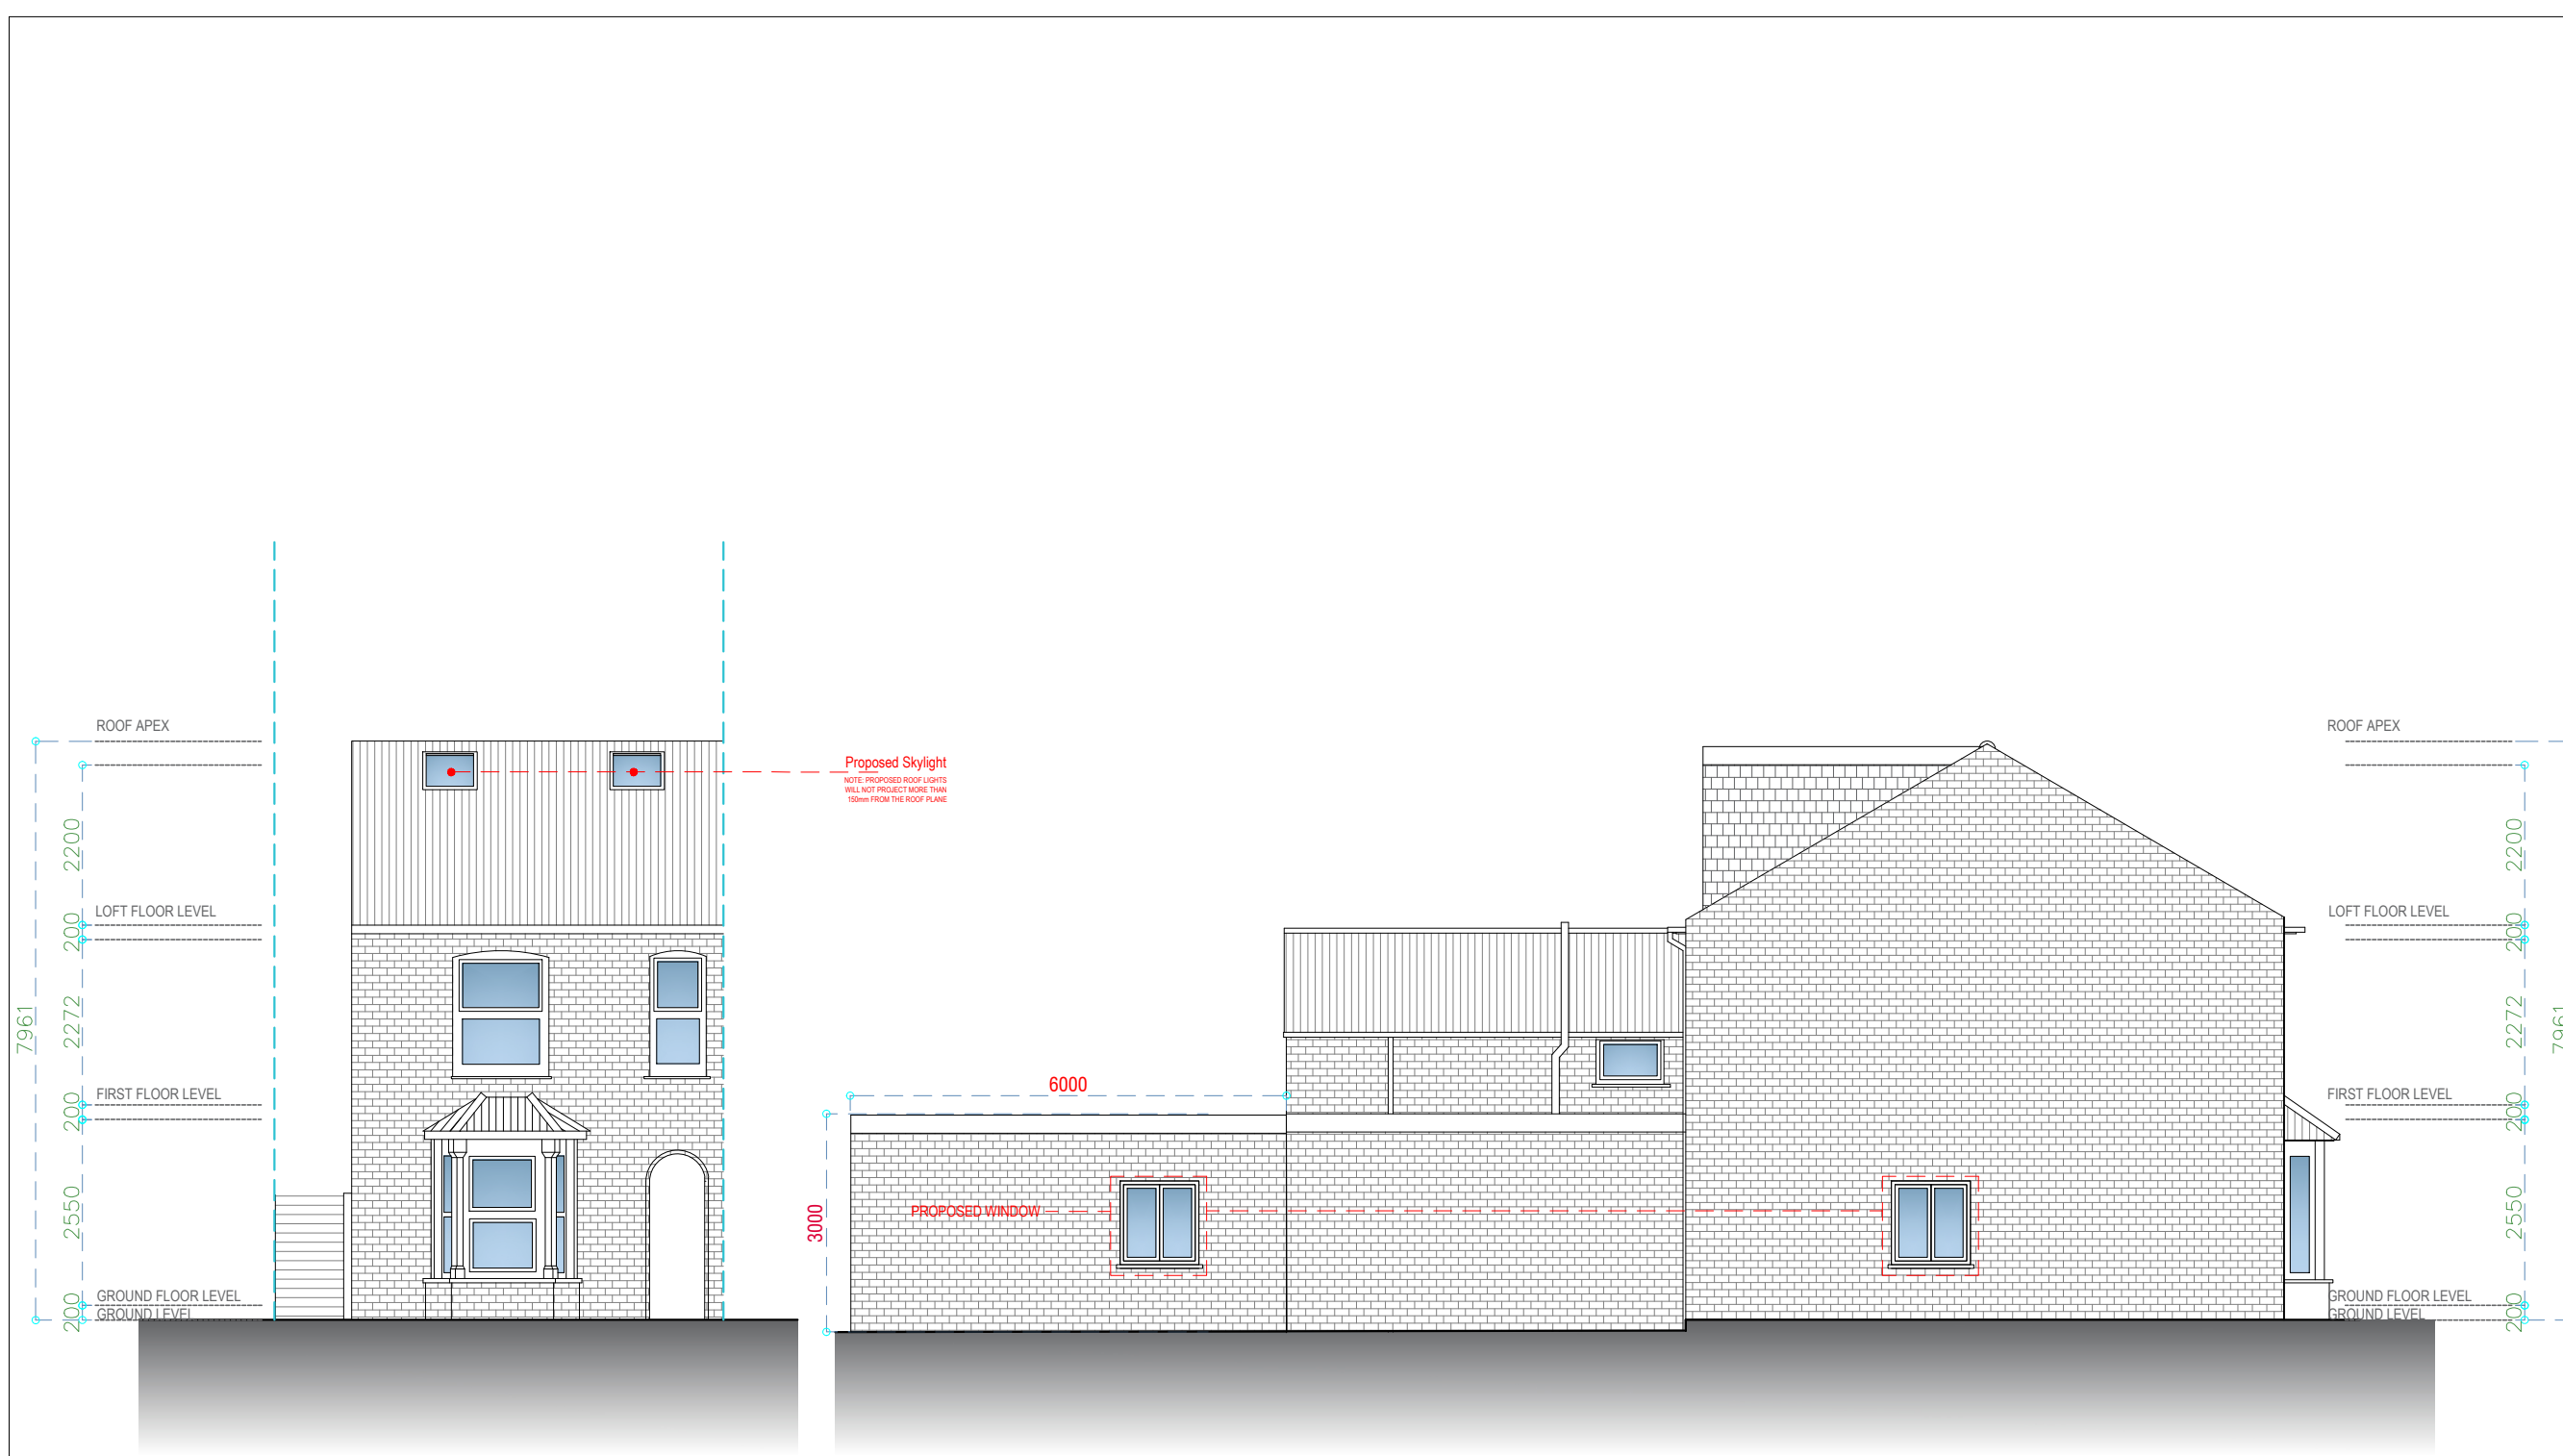 ROOF APEX
2200
LOFT FLOOR LEVEL
200
7961
2272
FIRST FLOOR LEVEL
200
2550
GROUND FLOOR LEVEL
GROUND LEVEL
200
Proposed Skylight
NOTE: PROPOSED ROOF LIGHTS
WILL NOT PROJECT MORE THAN
150mm FROM THE ROOF PLANE
6000
3000
PROPOSED WINDOW
ROOF APEX
2200
LOFT FLOOR LEVEL
200
2272
7961
FIRST FLOOR LEVEL
200
2550
GROUND FLOOR LEVEL
GROUND LEVEL
200